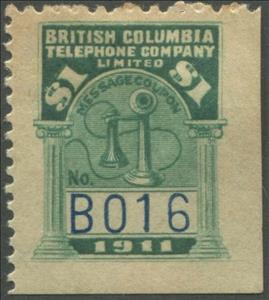 BRITISH COLUMBIA
TELEPHONE COMPANY
LIMITED
$1 $1
MESSAGE COUPON
No.
B016
1911